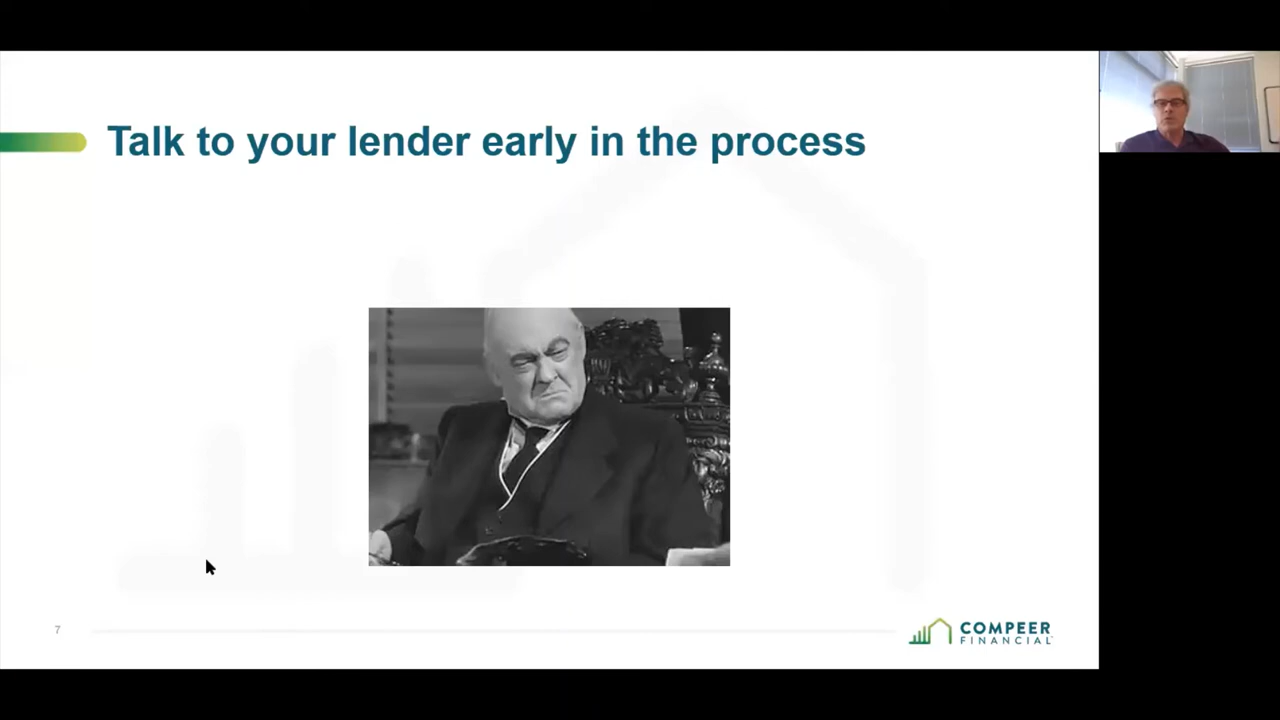 Talk to your lender early in the process
7
COMPEER
FINANCIAL